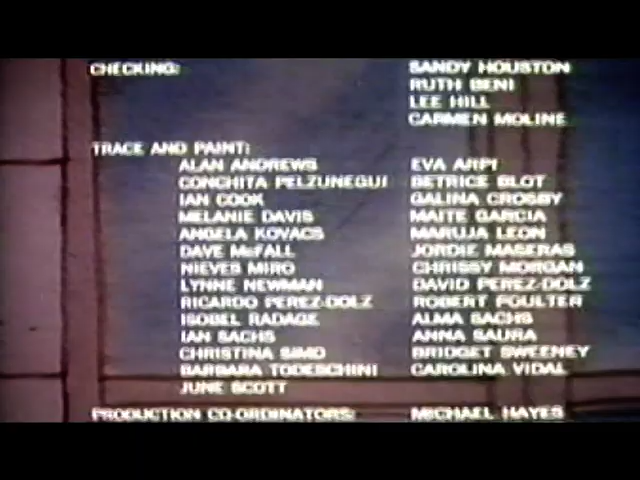 CHECKING: SANDY HOUSTON
RUTH BENI
LEE HILL
CARMEN MOLINE
TRACE AND PAINT:
ALAN ANDREWS EVA ARPI
CONCHITA PELZUNEGUI BETRICE BLOT
IAN COOK GALINA CROSBY
MELANIE DAVIS MAITE GARCIA
ANGELA KOVACS MARUJA LEON
DAVE McFALL JORDIE MASERAS
NIEVES MIRO CHRISSY MORGAN
LYNNE NEWMAN DAVID PEREZ-DOLZ
RICARDO PEREZ-DOLZ ROBERT POULTER
ISOBEL RADAGE ALMA SACHS
IAN SACHS ANNA SAURA
CHRISTINA SIMO BRIDGET SWEENEY
BARBARA TODESCHINI CAROLINA VIDAL
JUNE SCOTT
PRODUCTION CO-ORDINATORS: MICHAEL HAYES